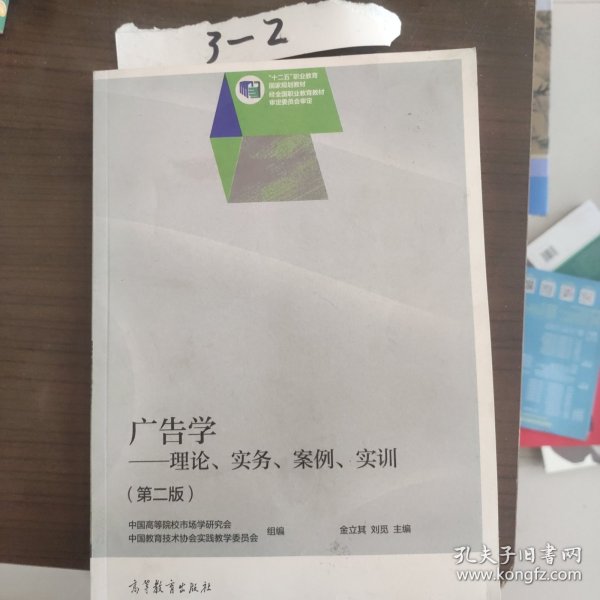 3-2
"十二五"职业教育
国家规划教材
经全国职业教育教材
审定委员会审定
广告学
——理论、实务、案例、实训
(第二版)
中国高等院校市场学研究会
中国教育技术协会实践教学委员会 组编
金立其 刘觅 主编
高等教育出版社
孔夫子旧书网
www.kongfz.com